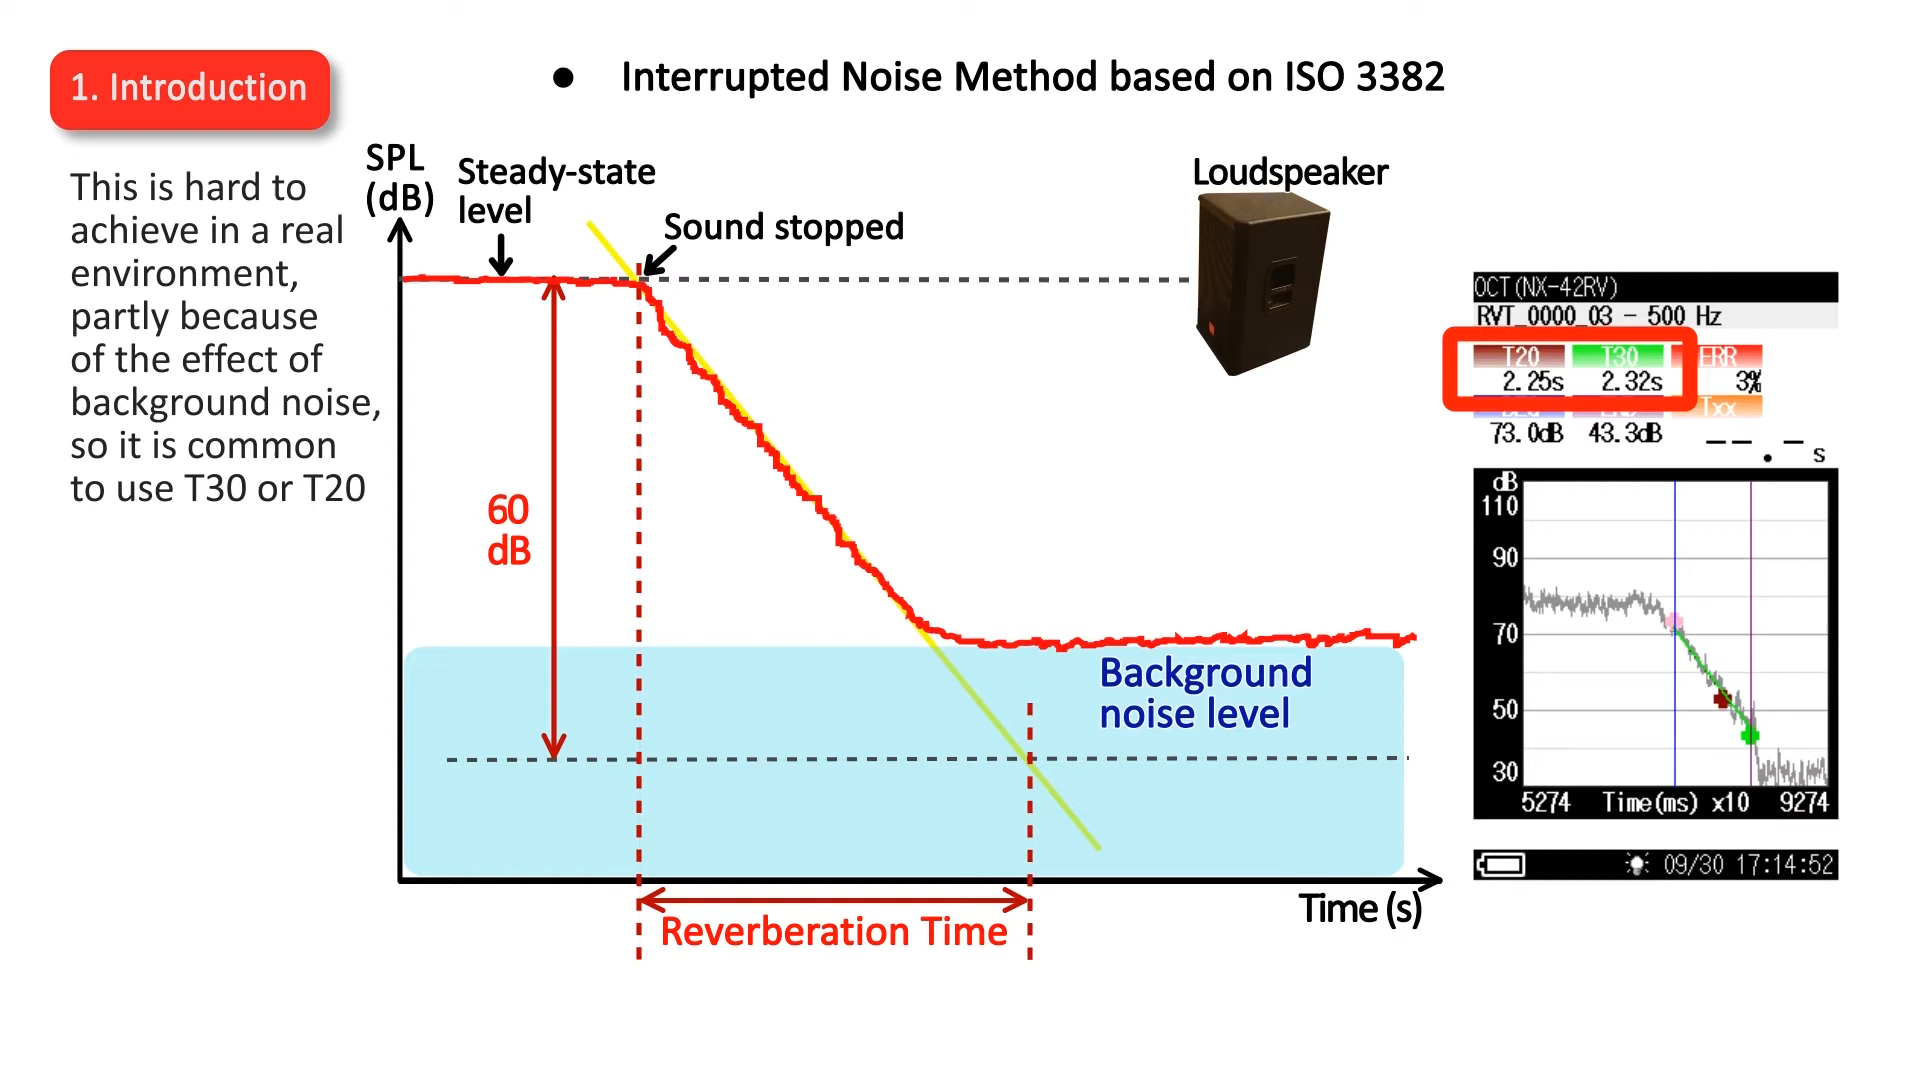 1. Introduction
● Interrupted Noise Method based on ISO 3382
This is hard to
achieve in a real
environment,
partly because
of the effect of
background noise,
so it is common
to use T30 or T20
SPL
(dB)
Steady-state
level
Sound stopped
Loudspeaker
60
dB
Background
noise level
Time (s)
Reverberation Time
OCT(NX-42RV)
RVT_0000_03 - 500 Hz
T20 T30 ERR
2.25s 2.32s 3%
Txx
73.0dB 43.3dB --.- s
dB
110
90
70
50
30
5274 Time(ms) x10 9274
09/30 17:14:52